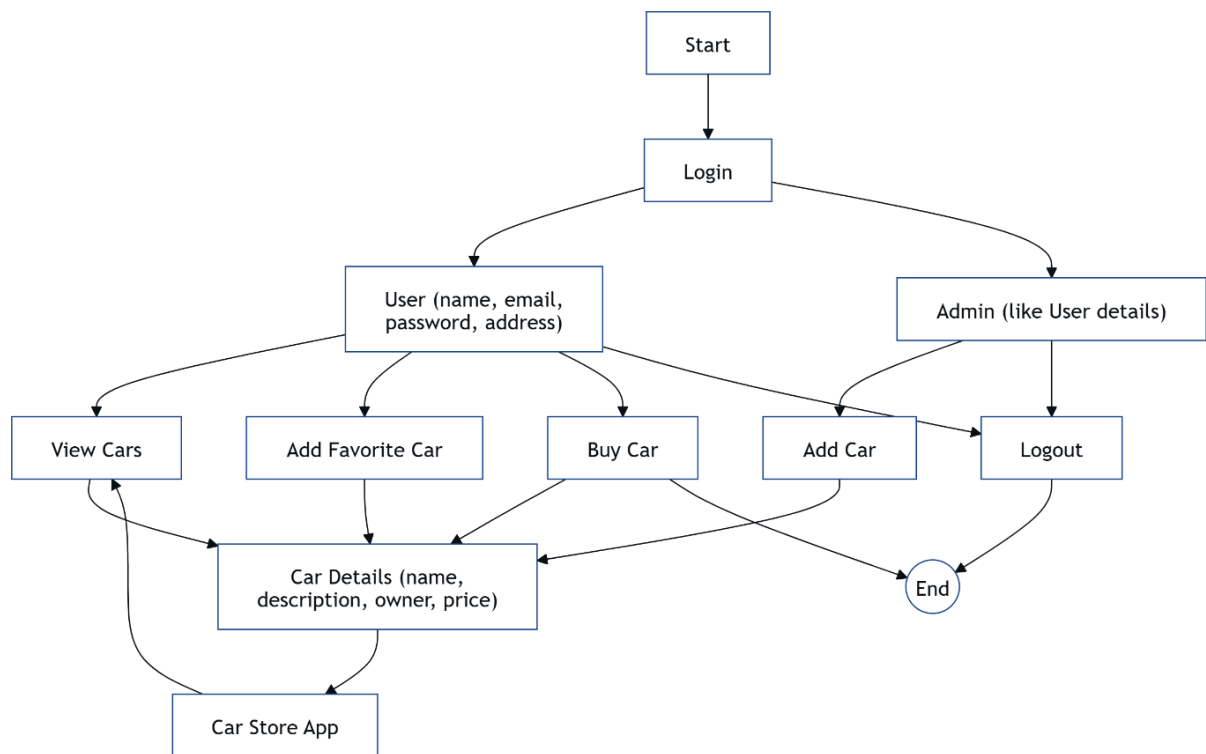 Start
Login
User (name, email,
password, address)
Admin (like User details)
View Cars
Add Favorite Car
Buy Car
Add Car
Logout
Car Details (name,
description, owner, price)
End
Car Store App